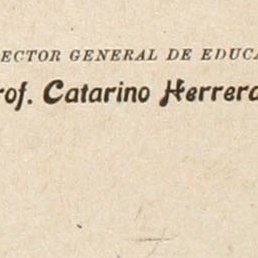 ECTOR GENERAL DE EDUCA
rof. Catarino Herrera